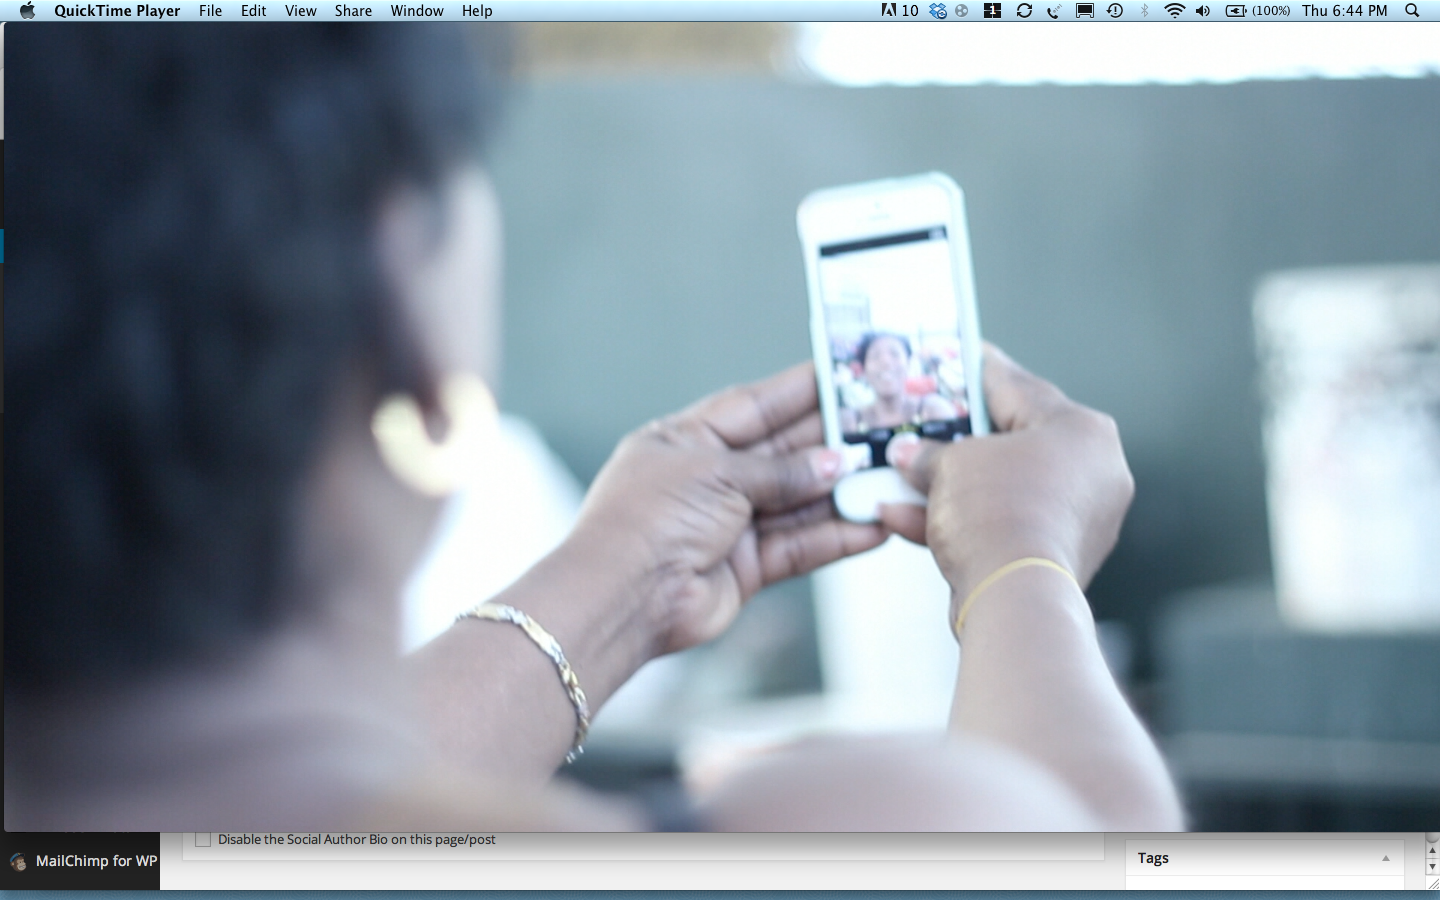 QuickTime Player File Edit View Share Window Help 10 1 (100%) Thu 6:44 PM
Disable the Social Author Bio on this page/post
MailChimp for WP
Tags